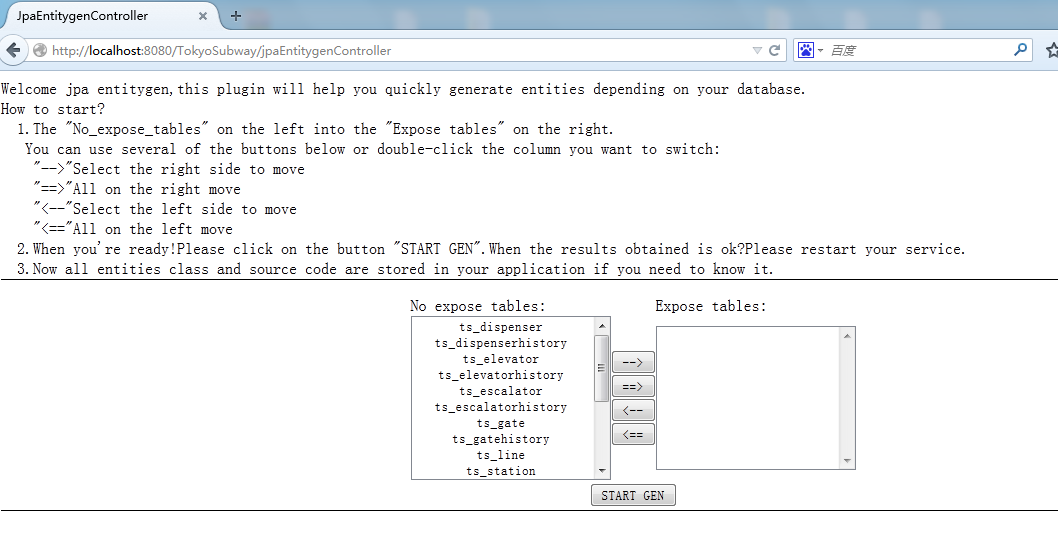 JpaEntitygenController
http://localhost:8080/TokyoSubway/jpaEntitygenController
百度
Welcome jpa entitygen,this plugin will help you quickly generate entities depending on your database.
How to start?
1.The "No_expose_tables" on the left into the "Expose tables" on the right.
You can use several of the buttons below or double-click the column you want to switch:
"-->"Select the right side to move
"==>"All on the right move
"<--"Select the left side to move
"<=="All on the left move
2.When you're ready!Please click on the button "START GEN".When the results obtained is ok?Please restart your service.
3.Now all entities class and source code are stored in your application if you need to know it.
No expose tables:
Expose tables:
ts_dispenser
ts_dispenserhistory
ts_elevator
ts_elevatorhistory
ts_escalator
ts_escalatorhistory
ts_gate
ts_gatehistory
ts_line
ts_station
-->
==>
<--
<==
START GEN